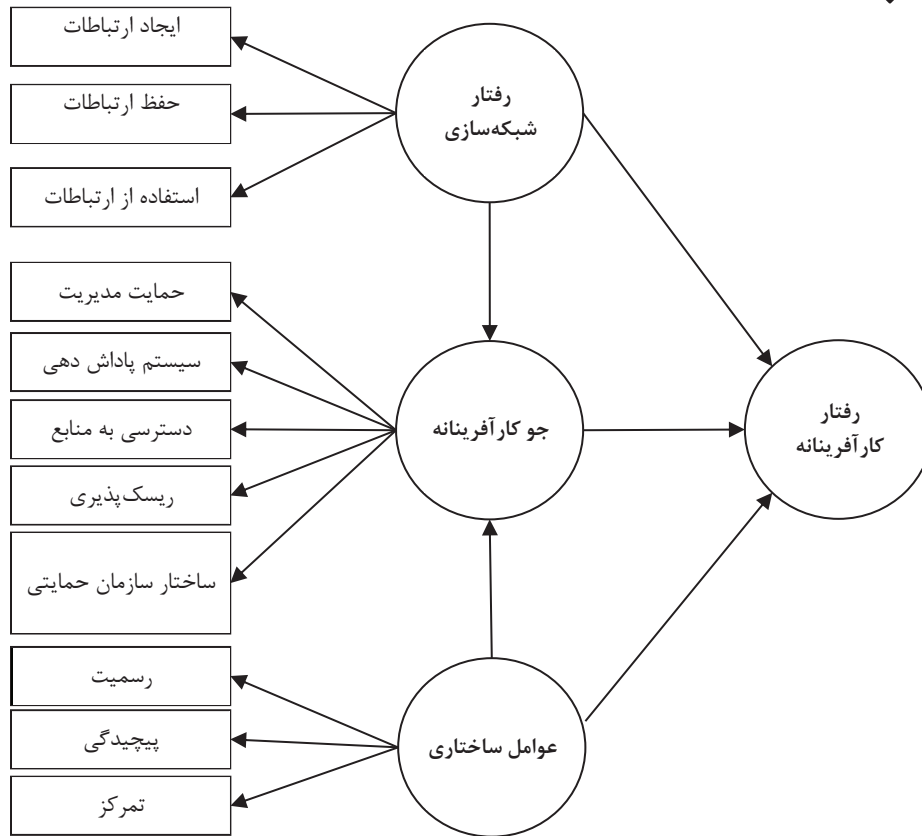 ایجاد ارتباطات
حفظ ارتباطات
استفاده از ارتباطات
رفتار
شبکه‌سازی
حمایت مدیریت
سیستم پاداش دهی
دسترسی به منابع
ریسک‌پذیری
ساختار سازمان حمایتی
جو کارآفرینانه
رفتار
کارآفرینانه
رسمیت
پیچیدگی
تمرکز
عوامل ساختاری